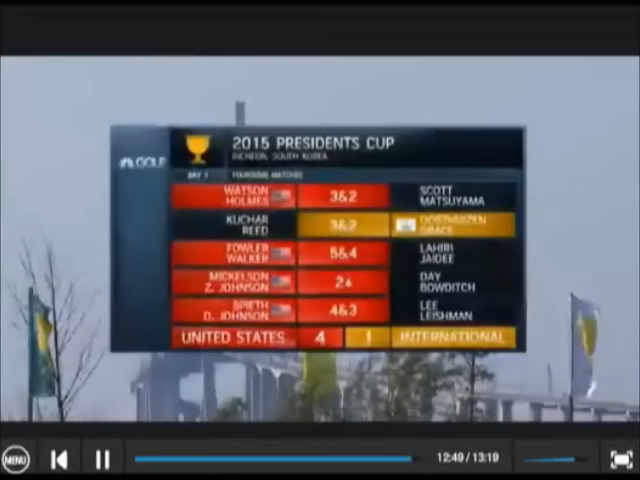 2015 PRESIDENTS CUP
INCHEON, SOUTH KOREA
GOLF
DAY 1 FOURSOME MATCHES
WATSON
HOLMES
3&2
SCOTT
MATSUYAMA
KUCHAR
REED
3&2
OOSTHUIZEN
GRACE
FOWLER
WALKER
5&4
LAHIRI
JAIDEE
MICKELSON
Z. JOHNSON
2
DAY
BOWDITCH
SPIETH
D. JOHNSON
4&3
LEE
LEISHMAN
UNITED STATES 4 1 INTERNATIONAL
MENU
12:49 / 13:19